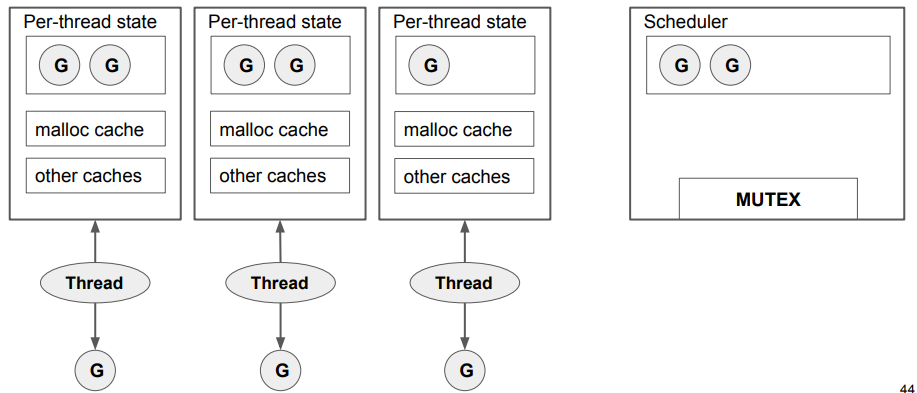 Per-thread state
G G
malloc cache
other caches
Thread
G
Per-thread state
G G
malloc cache
other caches
Thread
G
Per-thread state
G
malloc cache
other caches
Thread
G
Scheduler
G G
MUTEX
44